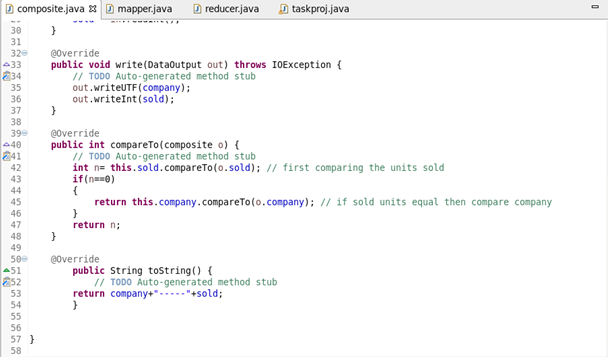 composite.java mapper.java reducer.java taskproj.java
30 }
31
32 @Override
33 public void write(DataOutput out) throws IOException {
34 // TODO Auto-generated method stub
35 out.writeUTF(company);
36 out.writeInt(sold);
37 }
38
39 @Override
40 public int compareTo(composite o) {
41 // TODO Auto-generated method stub
42 int n= this.sold.compareTo(o.sold); // first comparing the units sold
43 if(n==0)
44 {
45 return this.company.compareTo(o.company); // if sold units equal then compare company
46 }
47 return n;
48 }
49
50 @Override
51 public String toString() {
52 // TODO Auto-generated method stub
53 return company+"-----"+sold;
54 }
55
56
57 }
58